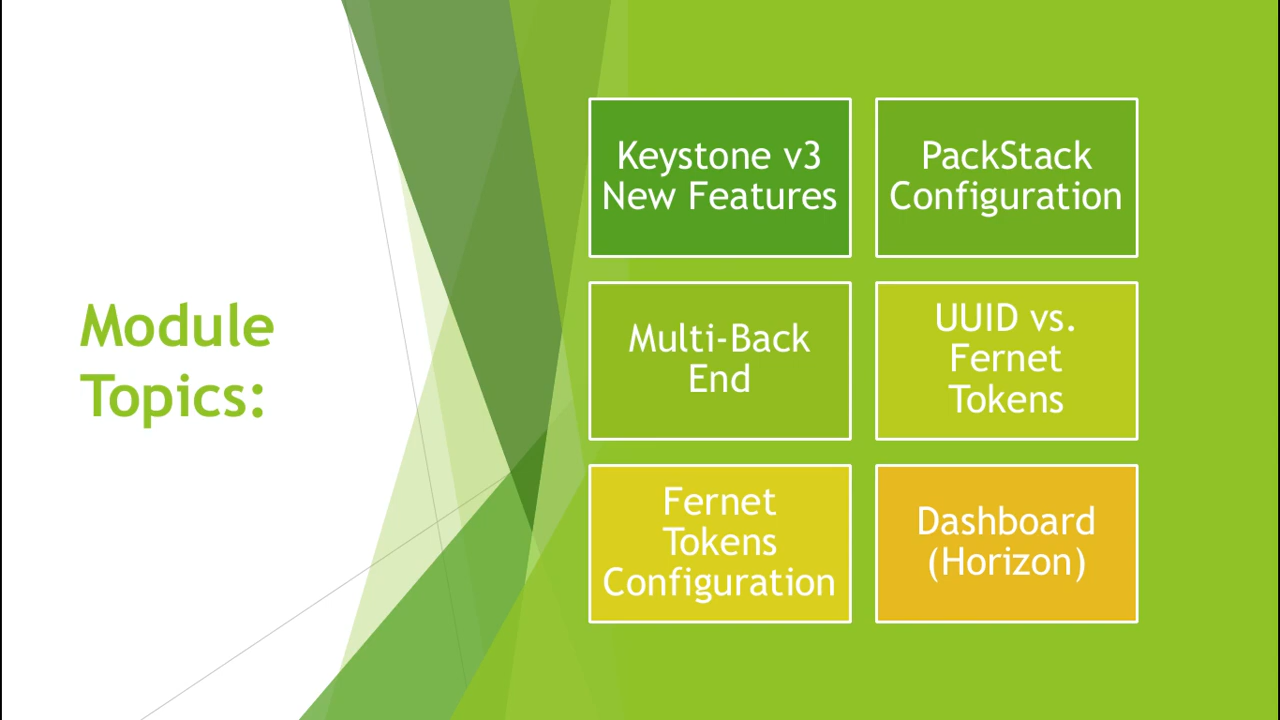 Module
Topics:
Keystone v3
New Features
PackStack
Configuration
Multi-Back
End
UUID vs.
Fernet
Tokens
Fernet
Tokens
Configuration
Dashboard
(Horizon)